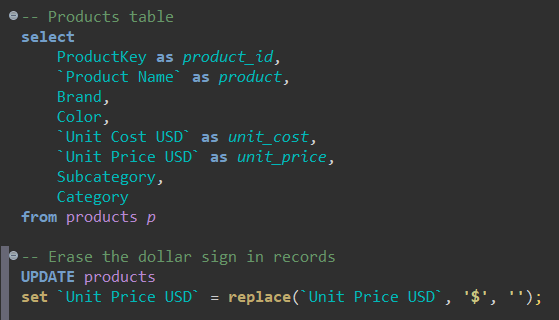 -- Products table
select
ProductKey as product_id,
`Product Name` as product,
Brand,
Color,
`Unit Cost USD` as unit_cost,
`Unit Price USD` as unit_price,
Subcategory,
Category
from products p
-- Erase the dollar sign in records
UPDATE products
set `Unit Price USD` = replace(`Unit Price USD`, '$', '');